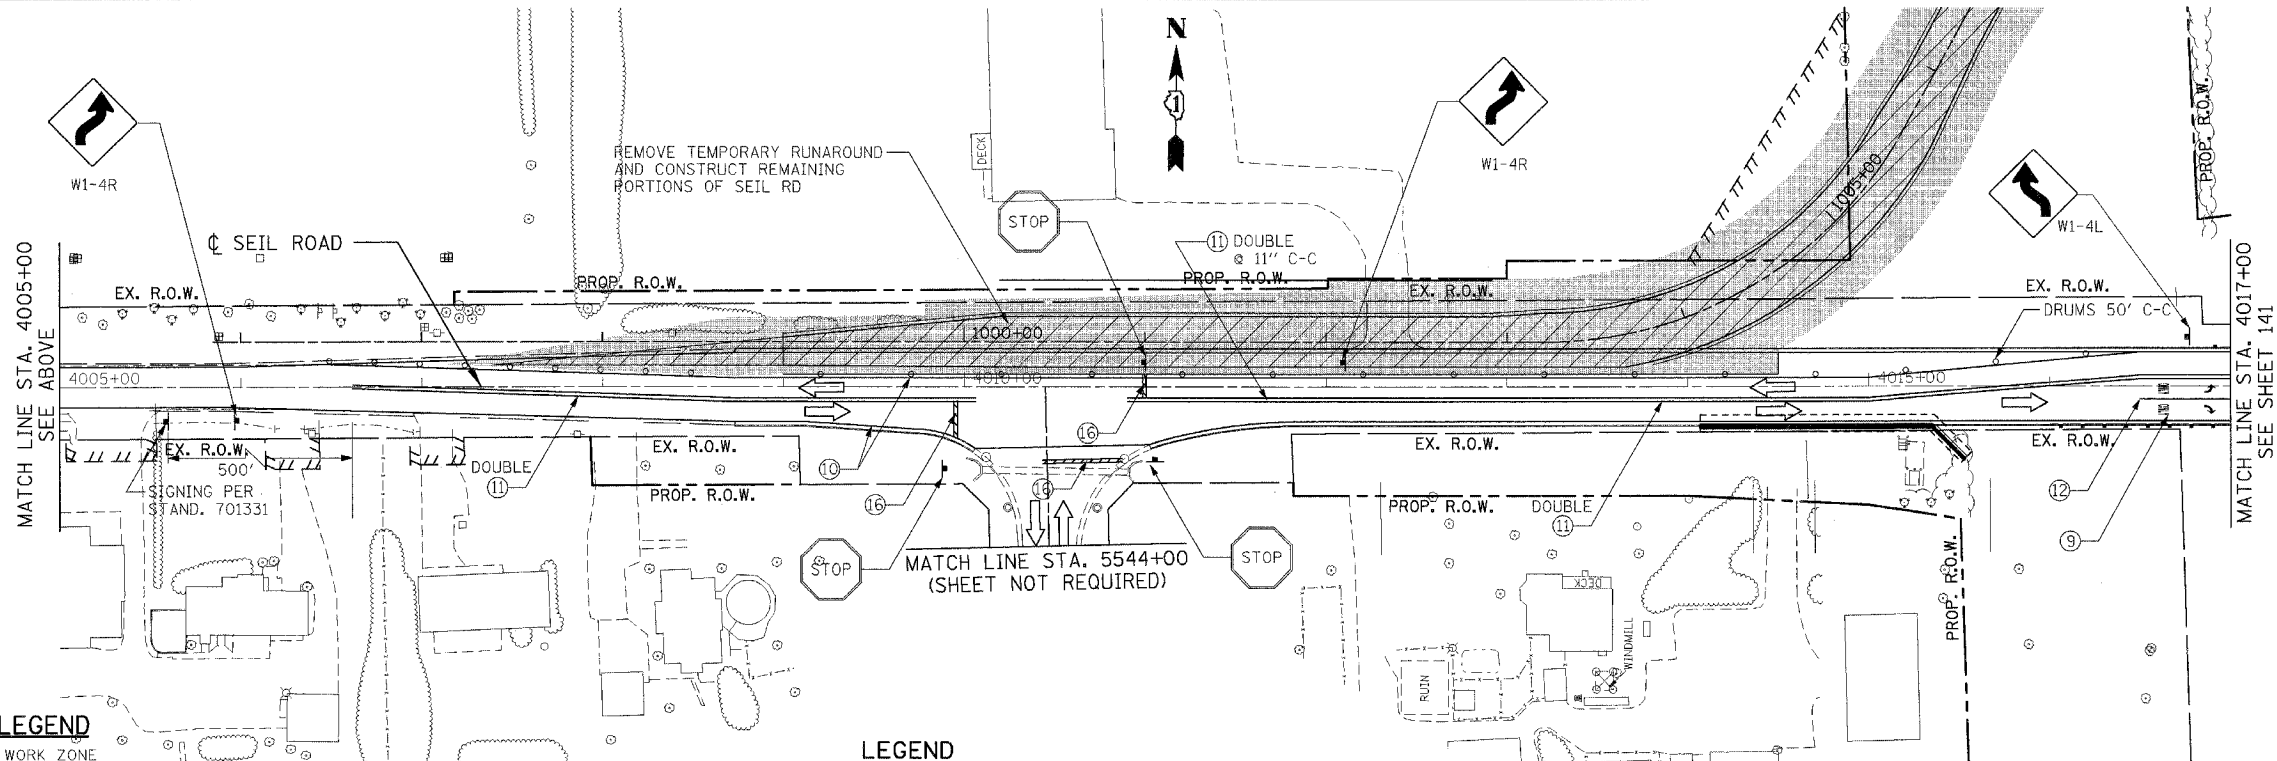 N
1
W1-4R
REMOVE TEMPORARY RUNAROUND
AND CONSTRUCT REMAINING
PORTIONS OF SEIL RD
DECK
STOP
W1-4R
W1-4L
PROP. R.O.W.
11005+00
MATCH LINE STA. 4005+00
SEE ABOVE
℄ SEIL ROAD
11 DOUBLE
@ 11" C-C
EX. R.O.W.
PROP. R.O.W.
PROP. R.O.W.
EX. R.O.W.
EX. R.O.W.
DRUMS 50' C-C
MATCH LINE STA. 4017+00
SEE SHEET 141
1000+00
4005+00
4010+00
4015+00
EX. R.O.W.
500'
SIGNING PER
STAND. 701331
DOUBLE
11
EX. R.O.W.
10
16
16
16
PROP. R.O.W.
EX. R.O.W.
PROP. R.O.W.
DOUBLE
11
EX. R.O.W.
12
9
STOP
MATCH LINE STA. 5544+00
(SHEET NOT REQUIRED)
STOP
PROP. R.O.W.
DECK
WINDMILL
RUIN
LEGEND
WORK ZONE
LEGEND